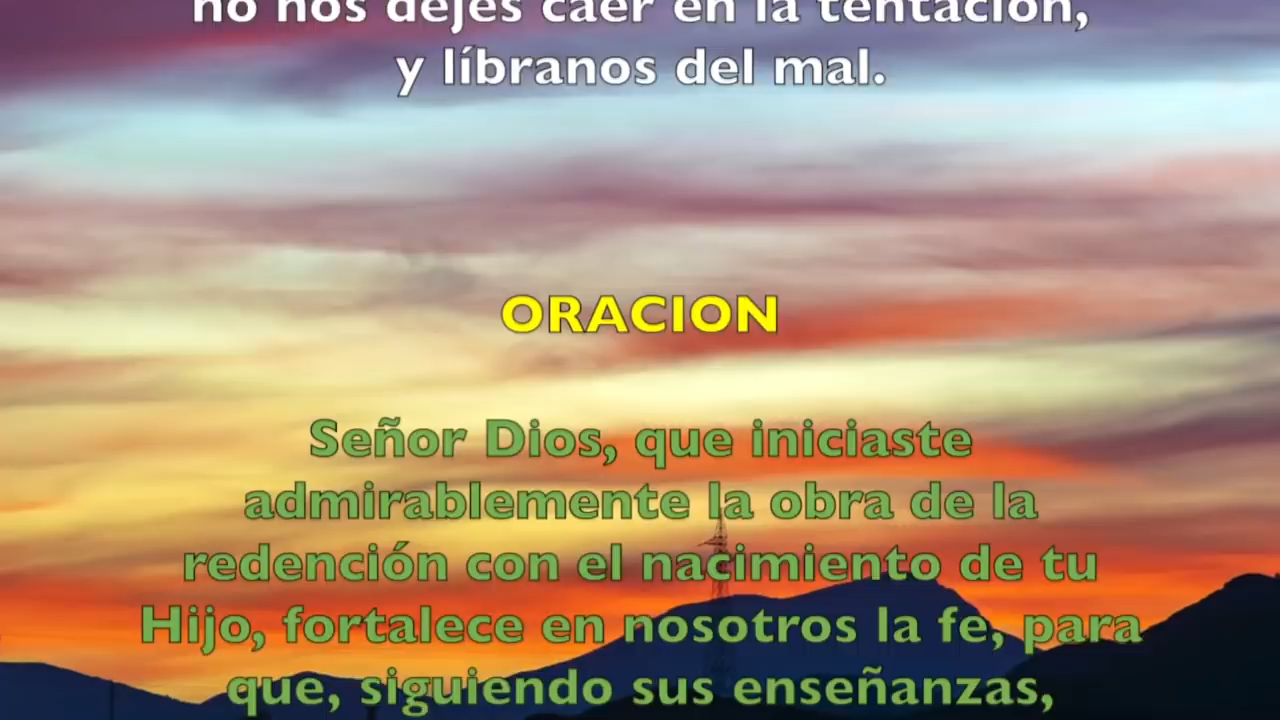 no nos dejes caer en la tentación,
y líbranos del mal.
ORACION
Señor Dios, que iniciaste
admirablemente la obra de la
redención con el nacimiento de tu
Hijo, fortalece en nosotros la fe, para
que, siguiendo sus enseñanzas,